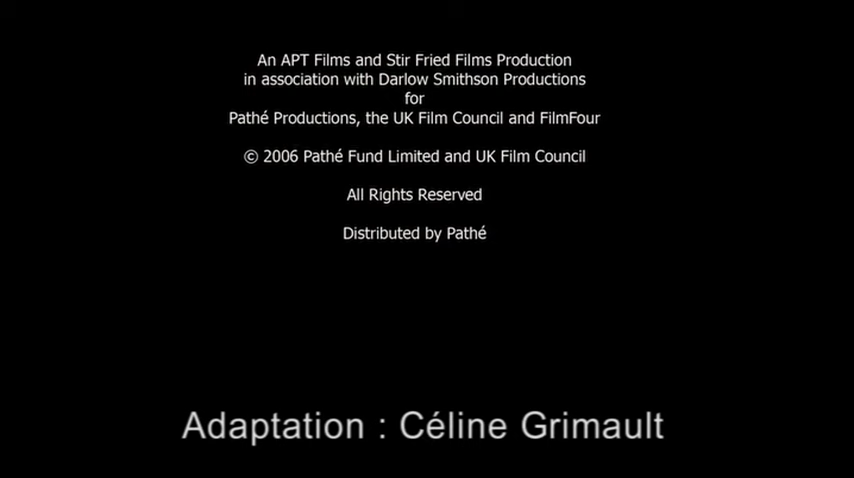 An APT Films and Stir Fried Films Production
in association with Darlow Smithson Productions
for
Pathé Productions, the UK Film Council and FilmFour
© 2006 Pathé Fund Limited and UK Film Council
All Rights Reserved
Distributed by Pathé
Adaptation : Céline Grimault